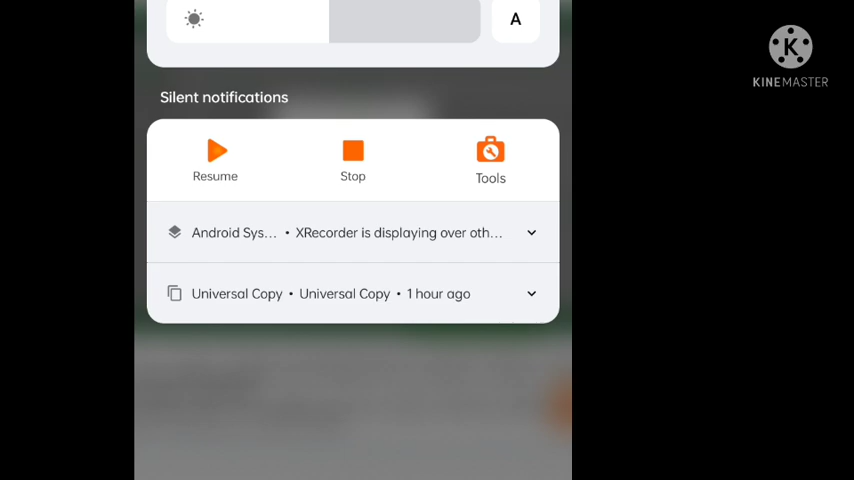 A
KINEMASTER
Silent notifications
Resume
Stop
Tools
Android Sys... • XRecorder is displaying over oth...
Universal Copy • Universal Copy • 1 hour ago